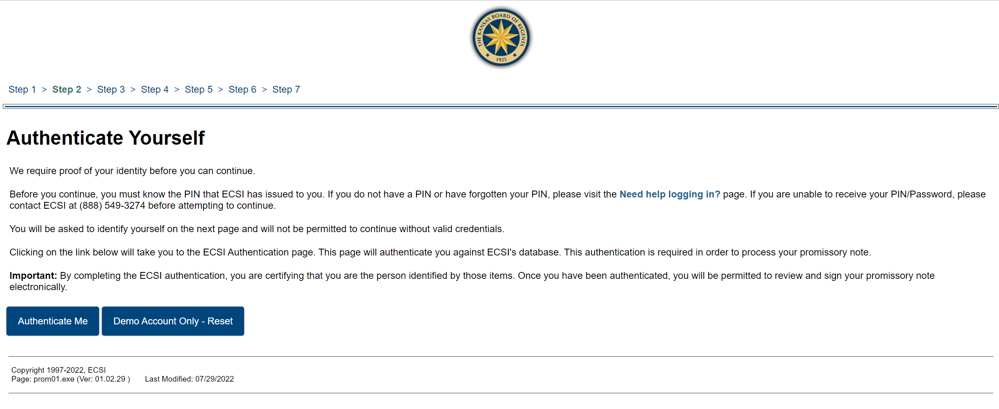 THE KANSAS BOARD OF REGENTS
1925
Step 1 > Step 2 > Step 3 > Step 4 > Step 5 > Step 6 > Step 7
Authenticate Yourself
We require proof of your identity before you can continue.
Before you continue, you must know the PIN that ECSI has issued to you. If you do not have a PIN or have forgotten your PIN, please visit the Need help logging in? page. If you are unable to receive your PIN/Password, please
contact ECSI at (888) 549-3274 before attempting to continue.
You will be asked to identify yourself on the next page and will not be permitted to continue without valid credentials.
Clicking on the link below will take you to the ECSI Authentication page. This page will authenticate you against ECSI's database. This authentication is required in order to process your promissory note.
Important: By completing the ECSI authentication, you are certifying that you are the person identified by those items. Once you have been authenticated, you will be permitted to review and sign your promissory note
electronically.
Authenticate Me Demo Account Only - Reset
Copyright 1997-2022, ECSI
Page: prom01.exe (Ver: 01.02.29 ) Last Modified: 07/29/2022